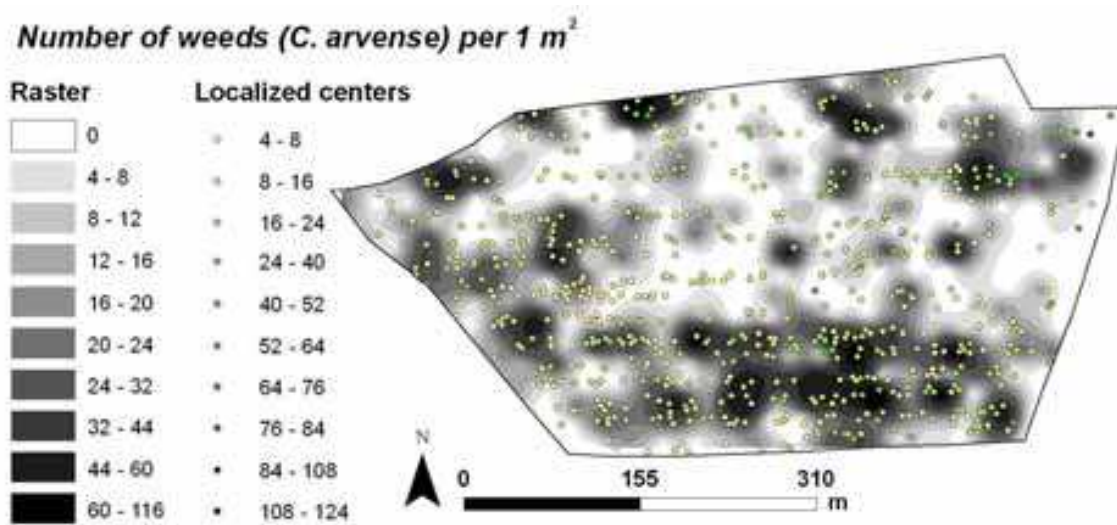 Number of weeds (C. arvense) per 1 m²
Raster
0
4 - 8
8 - 12
12 - 16
16 - 20
20 - 24
24 - 32
32 - 44
44 - 60
60 - 116
Localized centers
4 - 8
8 - 16
16 - 24
24 - 40
40 - 52
52 - 64
64 - 76
76 - 84
84 - 108
108 - 124
N
0 155 310
m